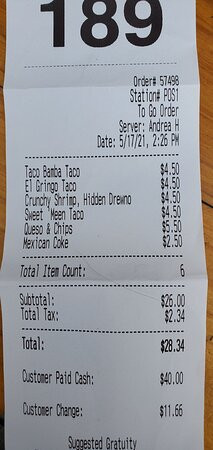 189
Order# 57498
Station# POS1
To Go Order
Server: Andrea H
Date: 5/17/21, 2:26 PM
Taco Bamba Taco $4.50
El Gringo Taco $4.50
Crunchy Shrimp, Hidden Drewno $4.50
Sweet 'Meen Taco $4.50
Queso & Chips $5.50
Mexican Coke $2.50
Total Item Count: 6
Subtotal: $26.00
Total Tax: $2.34
Total: $28.34
Customer Paid Cash: $40.00
Customer Change: $11.66
Suggested Gratuity